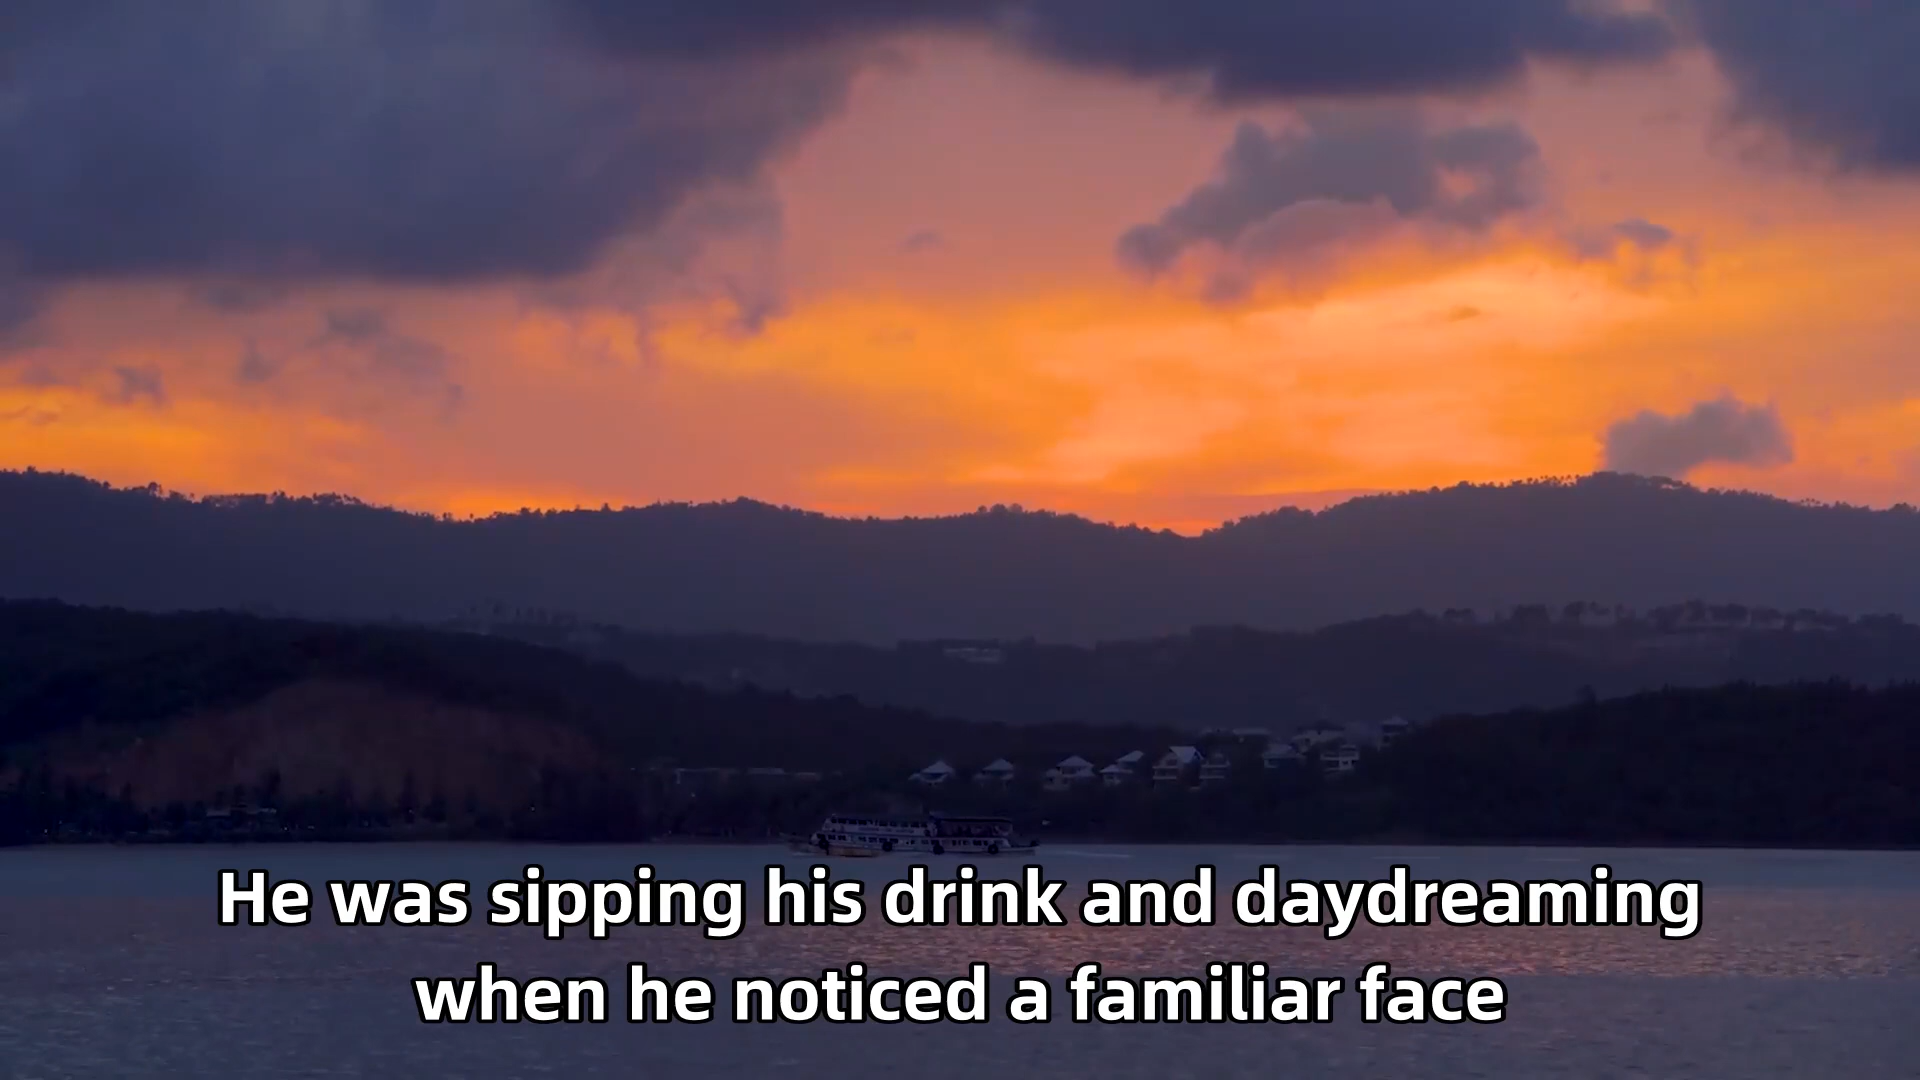 He was sipping his drink and daydreaming
when he noticed a familiar face